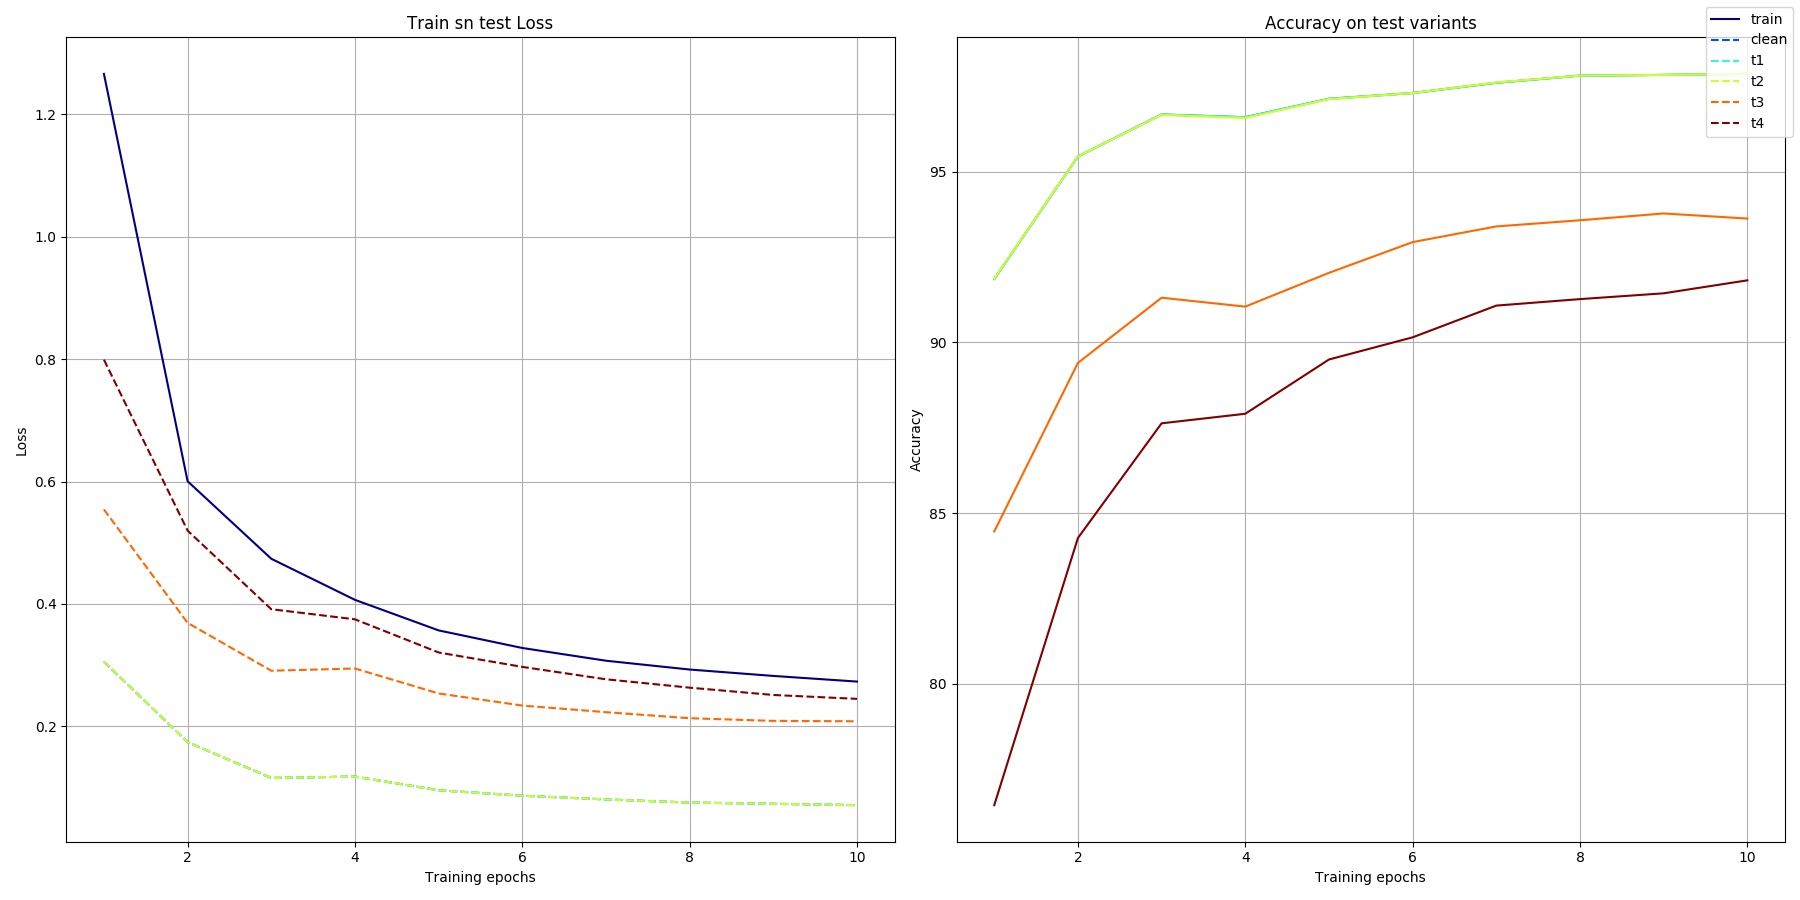 Train sn test Loss
1.2
1.0
0.8
0.6
0.4
0.2
Loss
2
4
6
8
10
Training epochs
Accuracy on test variants
95
90
85
80
Accuracy
2
4
6
8
10
Training epochs
train
clean
t1
t2
t3
t4